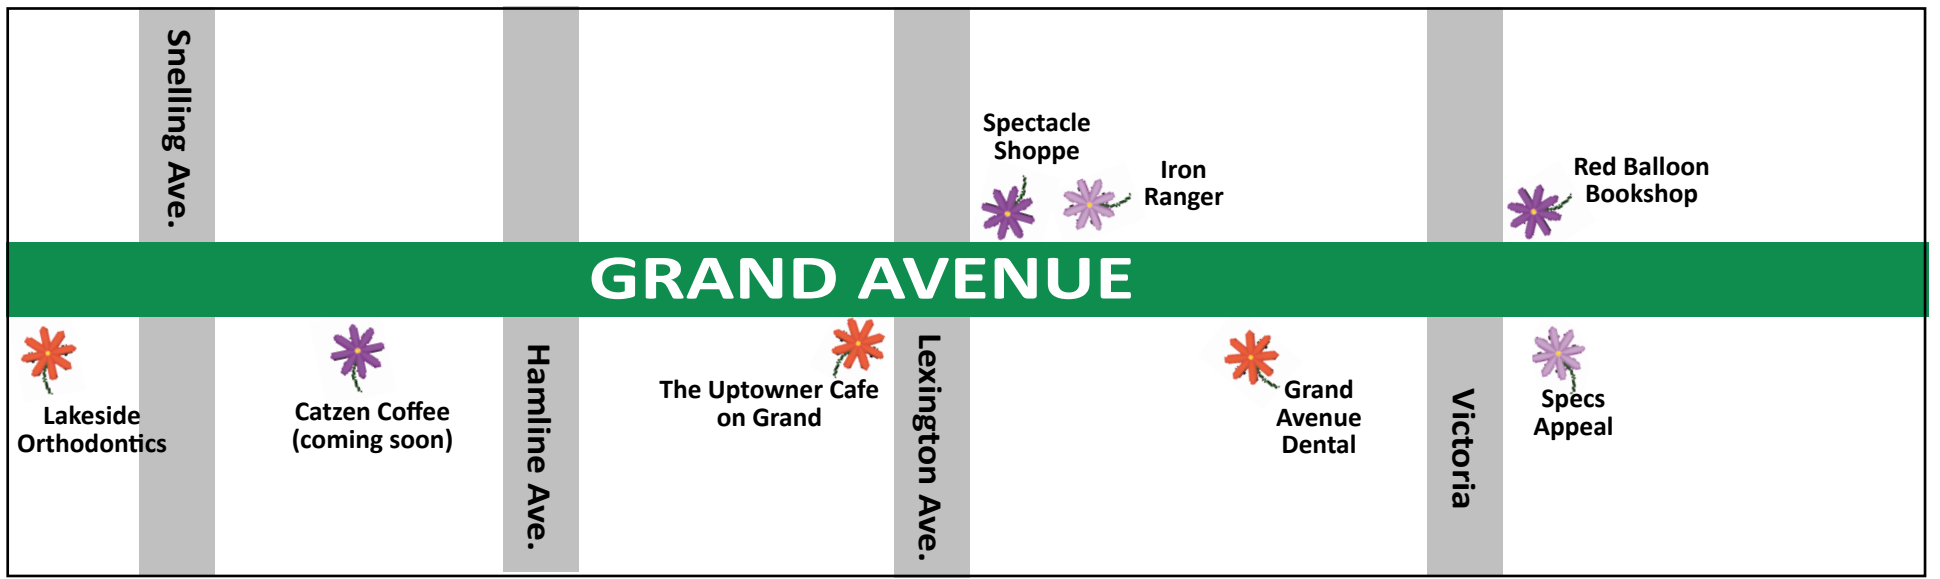 Snelling Ave.
Spectacle
Shoppe
Iron
Ranger
Red Balloon
Bookshop
GRAND AVENUE
Lakeside
Orthodontics
Catzen Coffee
(coming soon)
Hamline Ave.
The Uptowner Cafe
on Grand
Lexington Ave.
Grand
Avenue
Dental
Victoria
Specs
Appeal